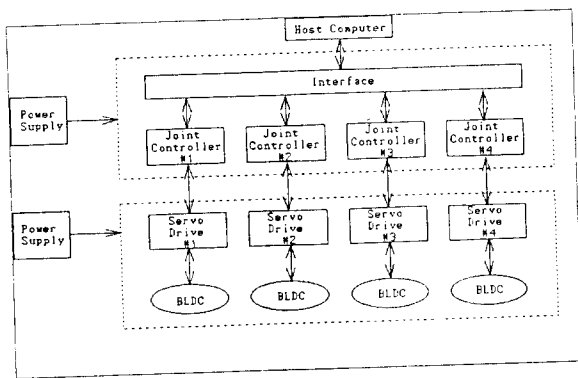 Host Computer
Interface
Power
Supply
Joint
Controller
#1
Joint
Controller
#2
Joint
Controller
#3
Joint
Controller
#4
Power
Supply
Servo
Drive
#1
Servo
Drive
#2
Servo
Drive
#3
Servo
Drive
#4
BLDC
BLDC
BLDC
BLDC